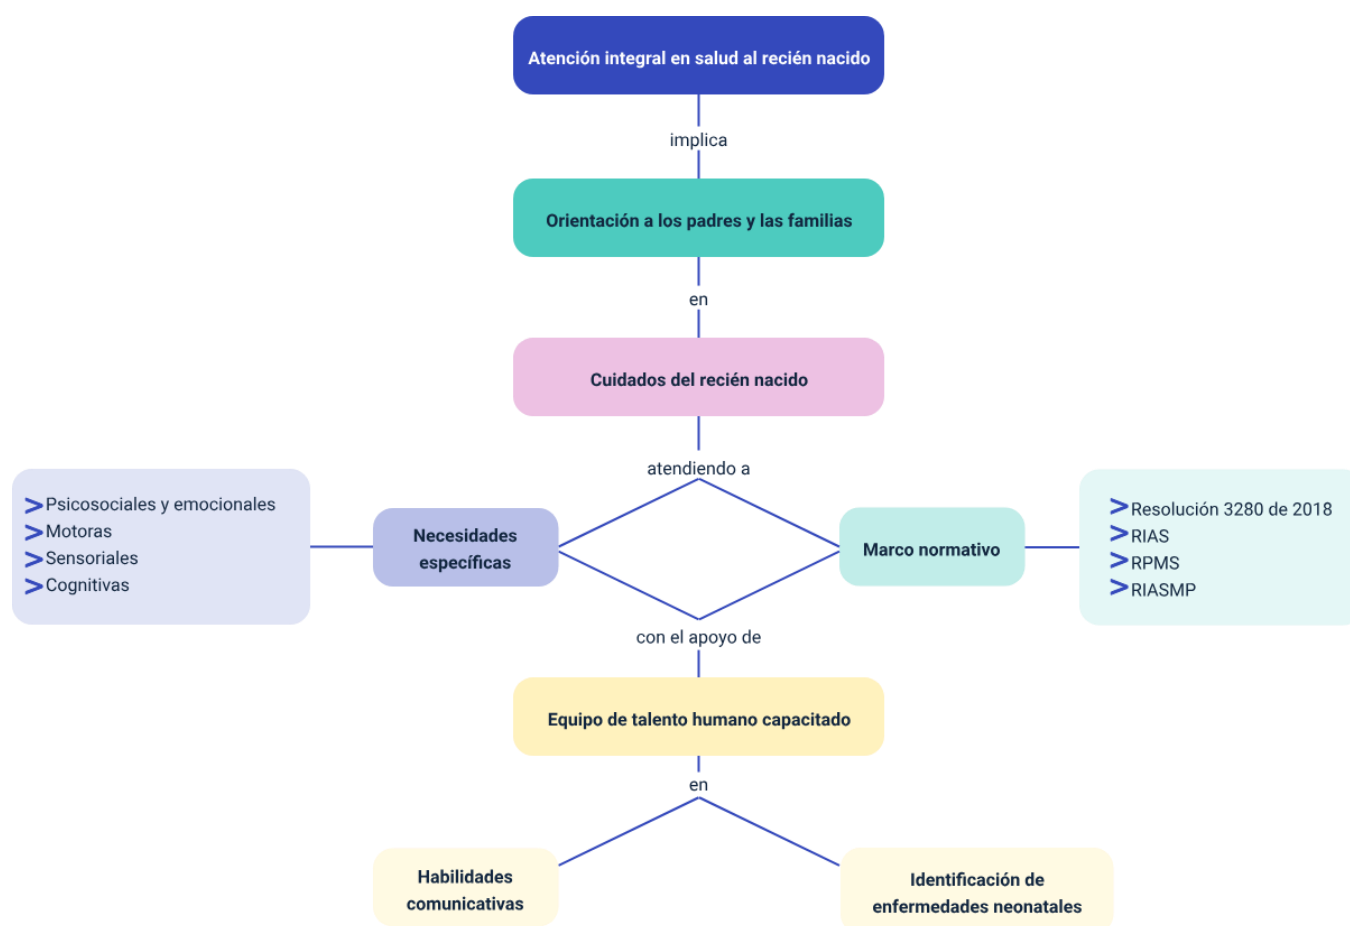 Atención integral en salud al recién nacido
implica
Orientación a los padres y las familias
en
Cuidados del recién nacido
atendiendo a
> Psicosociales y emocionales
> Motoras
> Sensoriales
> Cognitivas
Necesidades
específicas
Marco normativo
> Resolución 3280 de 2018
> RIAS
> RPMS
> RIASMP
con el apoyo de
Equipo de talento humano capacitado
en
Habilidades
comunicativas
Identificación de
enfermedades neonatales